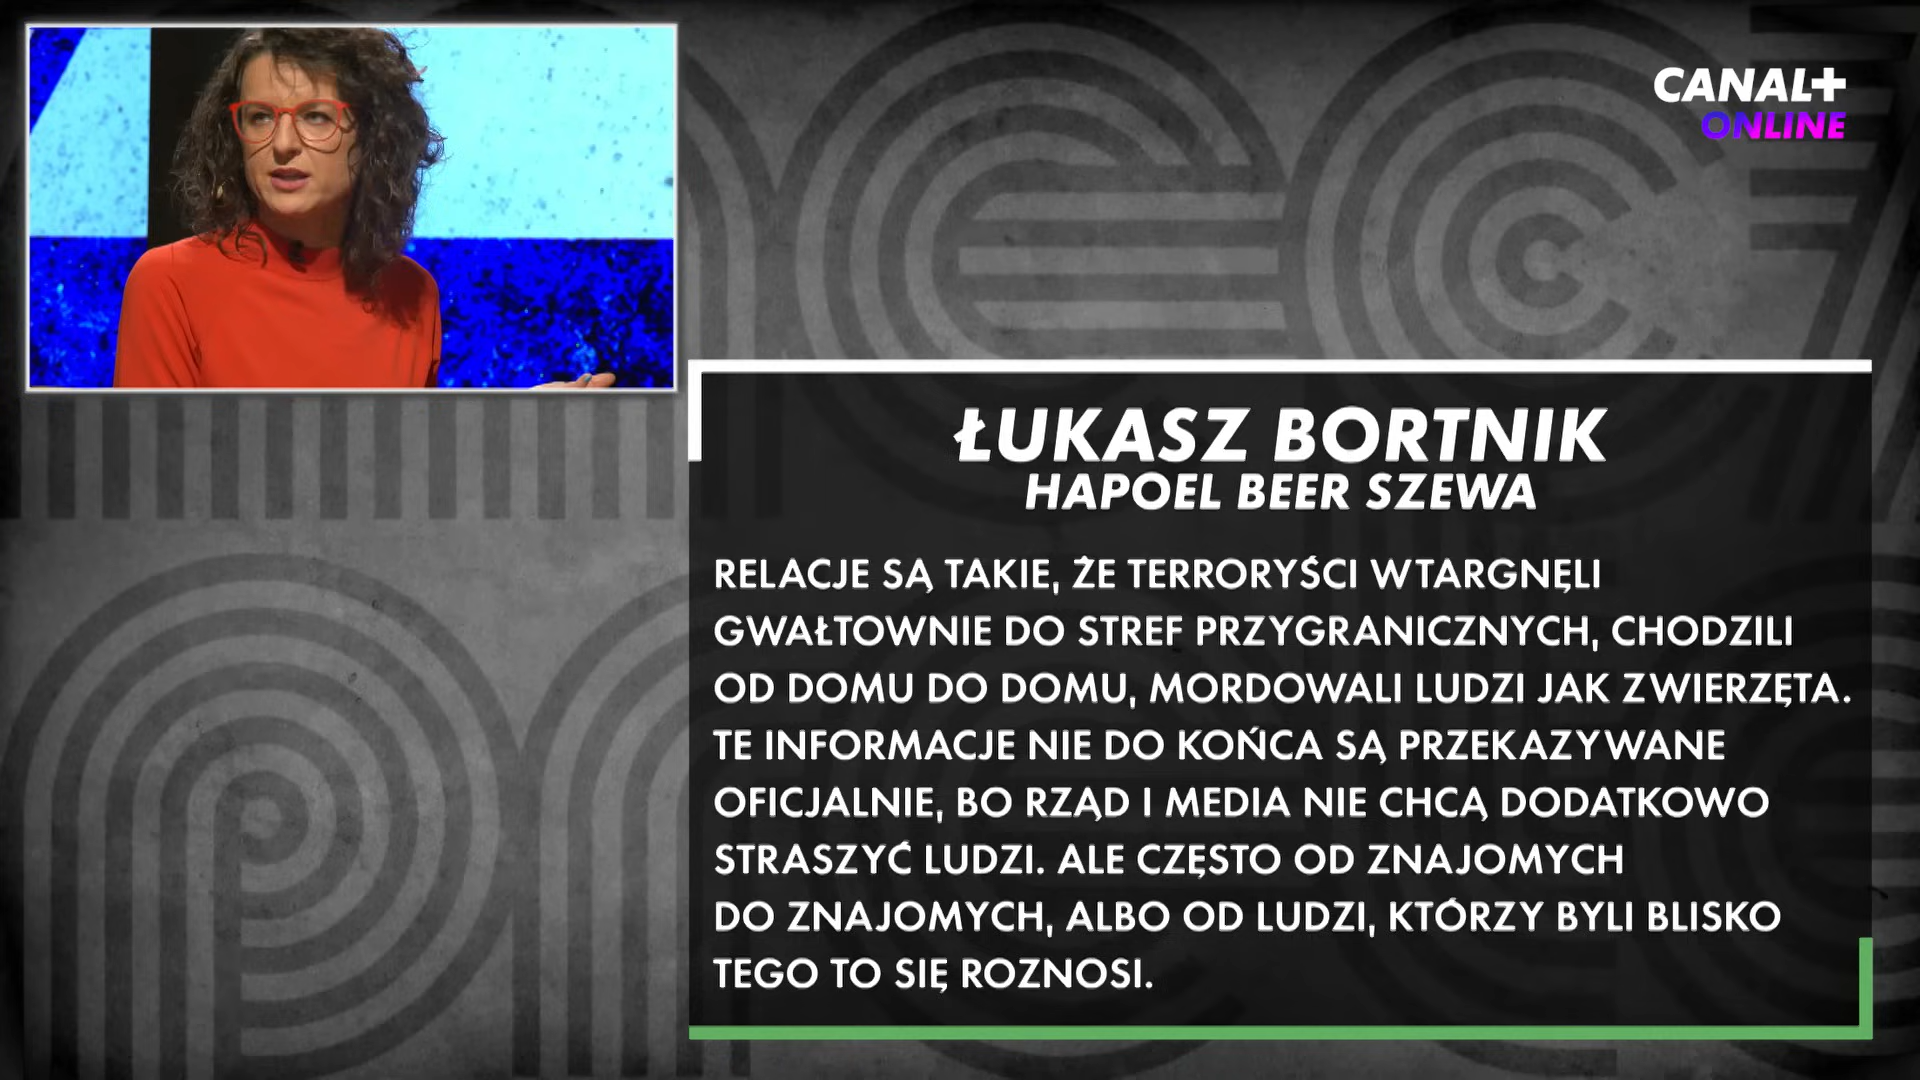 CANAL+
ONLINE
ŁUKASZ BORTNIK
HAPOEL BEER SZEWA
RELACJE SĄ TAKIE, ŻE TERRORYŚCI WTARGNĘLI
GWAŁTOWNIE DO STREF PRZYGRANICZNYCH, CHODZILI
OD DOMU DO DOMU, MORDOWALI LUDZI JAK ZWIERZĘTA.
TE INFORMACJE NIE DO KOŃCA SĄ PRZEKAZYWANE
OFICJALNIE, BO RZĄD I MEDIA NIE CHCĄ DODATKOWO
STRASZYĆ LUDZI. ALE CZĘSTO OD ZNAJOMYCH
DO ZNAJOMYCH, ALBO OD LUDZI, KTÓRZY BYLI BLISKO
TEGO TO SIĘ ROZNOSI.